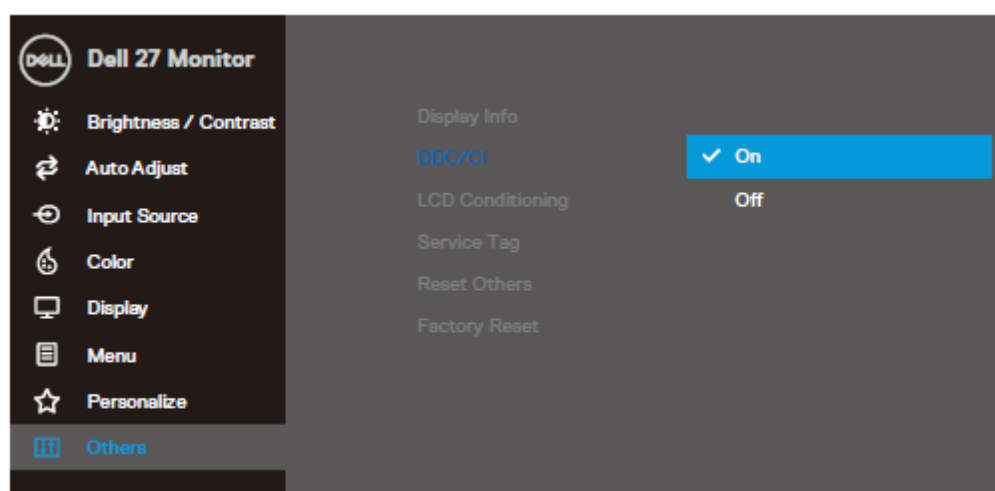 DELL
Dell 27 Monitor
Brightness / Contrast
Auto Adjust
Input Source
Color
Display
Menu
Personalize
Others
Display Info
DDC/CI
LCD Conditioning
Service Tag
Reset Others
Factory Reset
On
Off